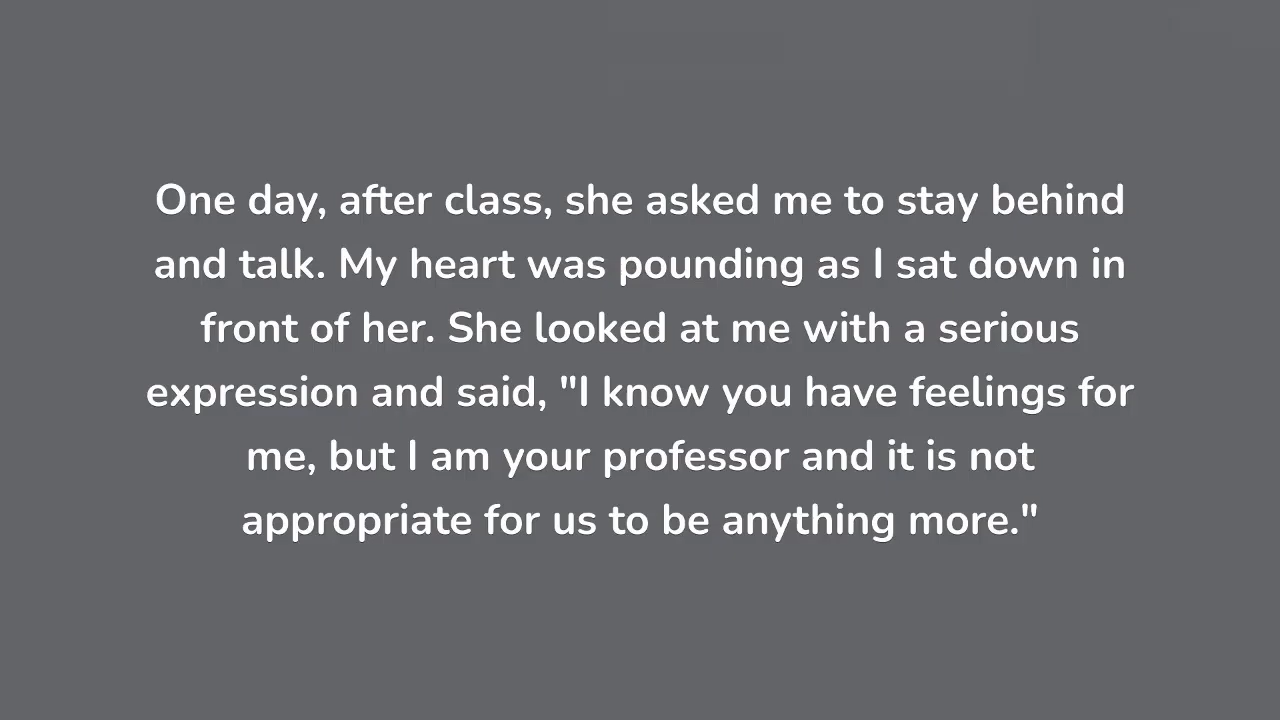 One day, after class, she asked me to stay behind
and talk. My heart was pounding as I sat down in
front of her. She looked at me with a serious
expression and said, "I know you have feelings for
me, but I am your professor and it is not
appropriate for us to be anything more."